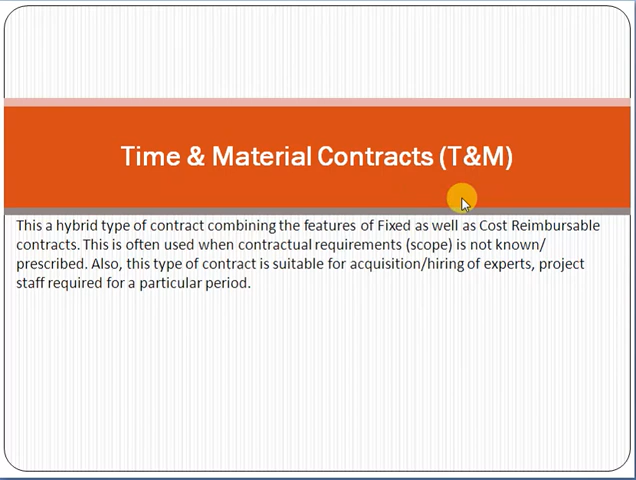 Time & Material Contracts (T&M)
This a hybrid type of contract combining the features of Fixed as well as Cost Reimbursable
contracts. This is often used when contractual requirements (scope) is not known/
prescribed. Also, this type of contract is suitable for acquisition/hiring of experts, project
staff required for a particular period.